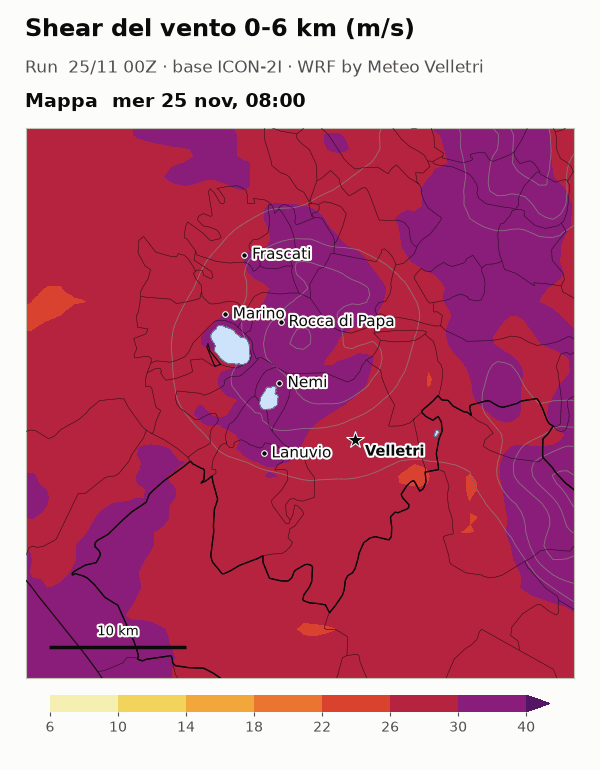 Shear del vento 0-6 km (m/s)
Run  25/11 00Z · base ICON-2I · WRF by Meteo Velletri
Mappa  mer 25 nov, 08:00
Frascati
Marino
Rocca di Papa
Nemi
Velletri
Lanuvio
10 km
6 10 14 18 22 26 30 40